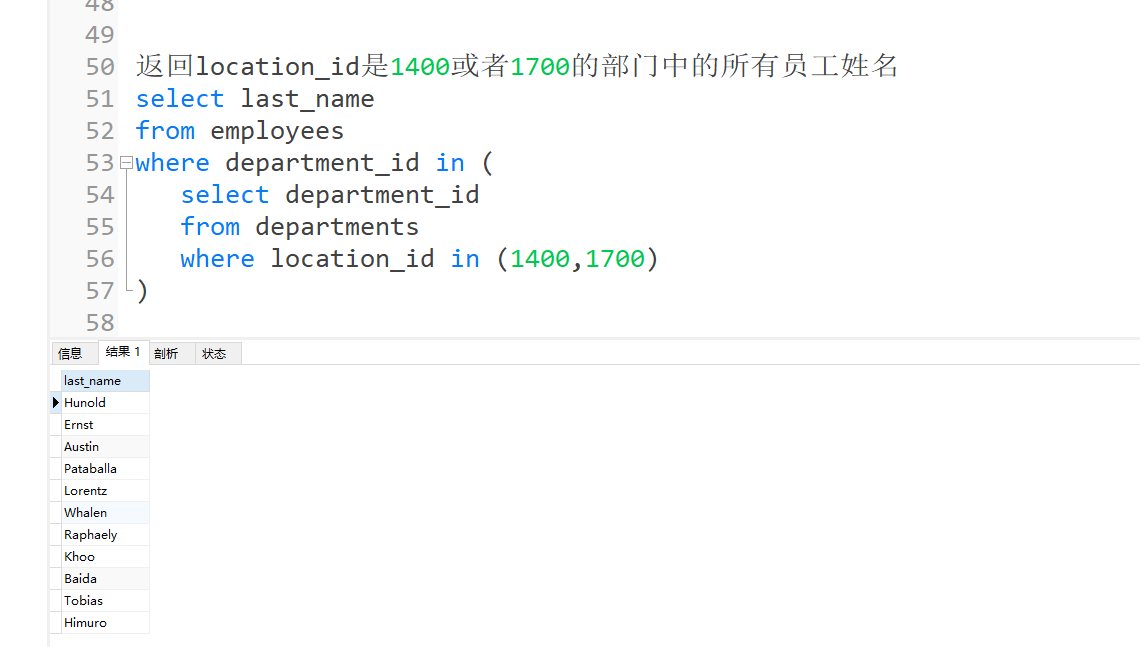 48
49
50 返回location_id是1400或者1700的部门中的所有员工姓名
51 select last_name
52 from employees
53 where department_id in (
54 select department_id
55 from departments
56 where location_id in (1400,1700)
57 )
58
信息 结果 1 剖析 状态
last_name
Hunold
Ernst
Austin
Pataballa
Lorentz
Whalen
Raphaely
Khoo
Baida
Tobias
Himuro